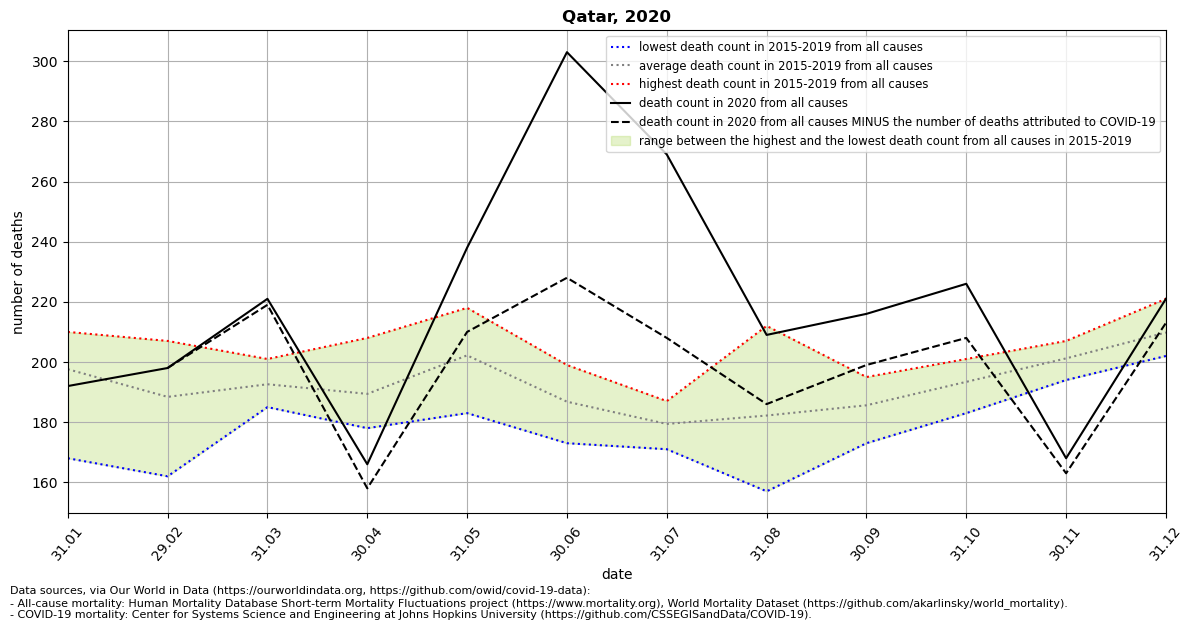 Qatar, 2020
lowest death count in 2015-2019 from all causes
average death count in 2015-2019 from all causes
highest death count in 2015-2019 from all causes
death count in 2020 from all causes
death count in 2020 from all causes MINUS the number of deaths attributed to COVID-19
range between the highest and the lowest death count from all causes in 2015-2019
number of deaths
300
280
260
240
220
200
180
160
31.01
29.02
31.03
30.04
31.05
30.06
31.07
31.08
30.09
31.10
30.11
31.12
date
Data sources, via Our World in Data (https://ourworldindata.org, https://github.com/owid/covid-19-data):
- All-cause mortality: Human Mortality Database Short-term Mortality Fluctuations project (https://www.mortality.org), World Mortality Dataset (https://github.com/akarlinsky/world_mortality).
- COVID-19 mortality: Center for Systems Science and Engineering at Johns Hopkins University (https://github.com/CSSEGISandData/COVID-19).